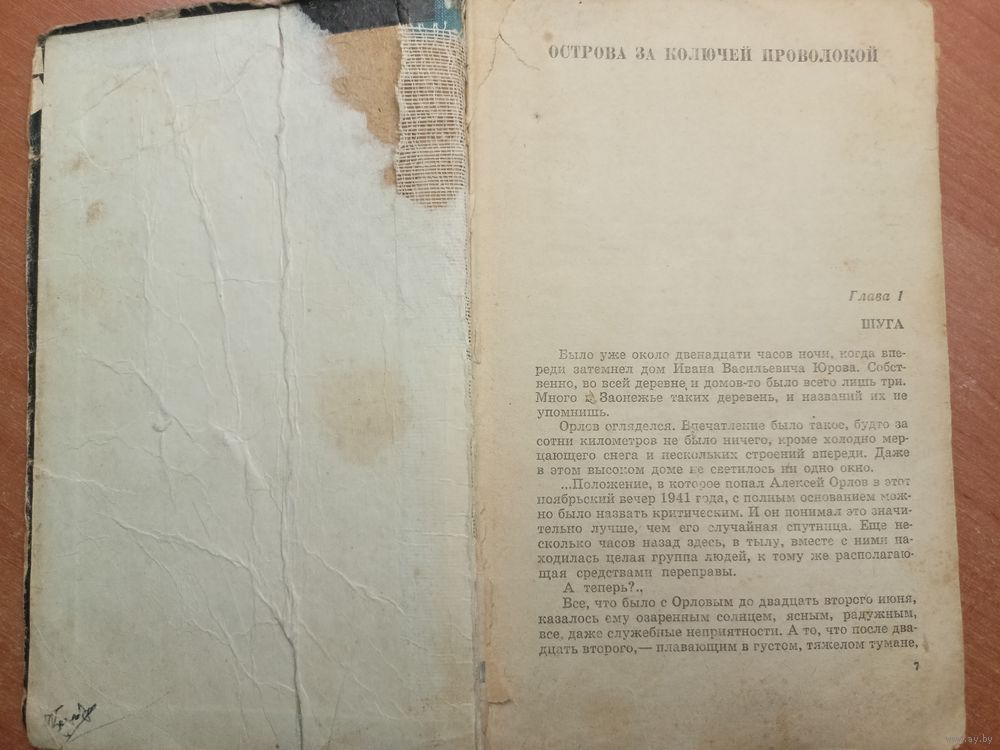 ОСТРОВА ЗА КОЛЮЧЕЙ ПРОВОЛОКОЙ
Глава 1
ШУГА
Было уже около двенадцати часов ночи, когда впе-
реди затемнел дом Ивана Васильевича Юрова. Собст-
венно, во всей деревне и домов-то было всего лишь три.
Много в Заонежье таких деревень, и названий их не
упомнишь.
Орлов огляделся. Впечатление было такое, будто за
сотни километров не было ничего, кроме холодно мер-
цающего снега и нескольких строений впереди. Даже
в этом высоком доме не светилось ни одно окно.
...Положение, в которое попал Алексей Орлов в этот
ноябрьский вечер 1941 года, с полным основанием мож-
но было назвать критическим. И он понимал это значи-
тельно лучше, чем его случайная спутница. Еще не-
сколько часов назад здесь, в тылу, вместе с ними на-
ходилась целая группа людей, к тому же располагаю-
щая средствами переправы.
А теперь?..
Все, что было с Орловым до двадцать второго июня,
казалось ему озаренным солнцем, ясным, радужным,
все, даже служебные неприятности. А то, что после два-
дцать второго,— плавающим в густом, тяжелом тумане,
7
www.ay.by